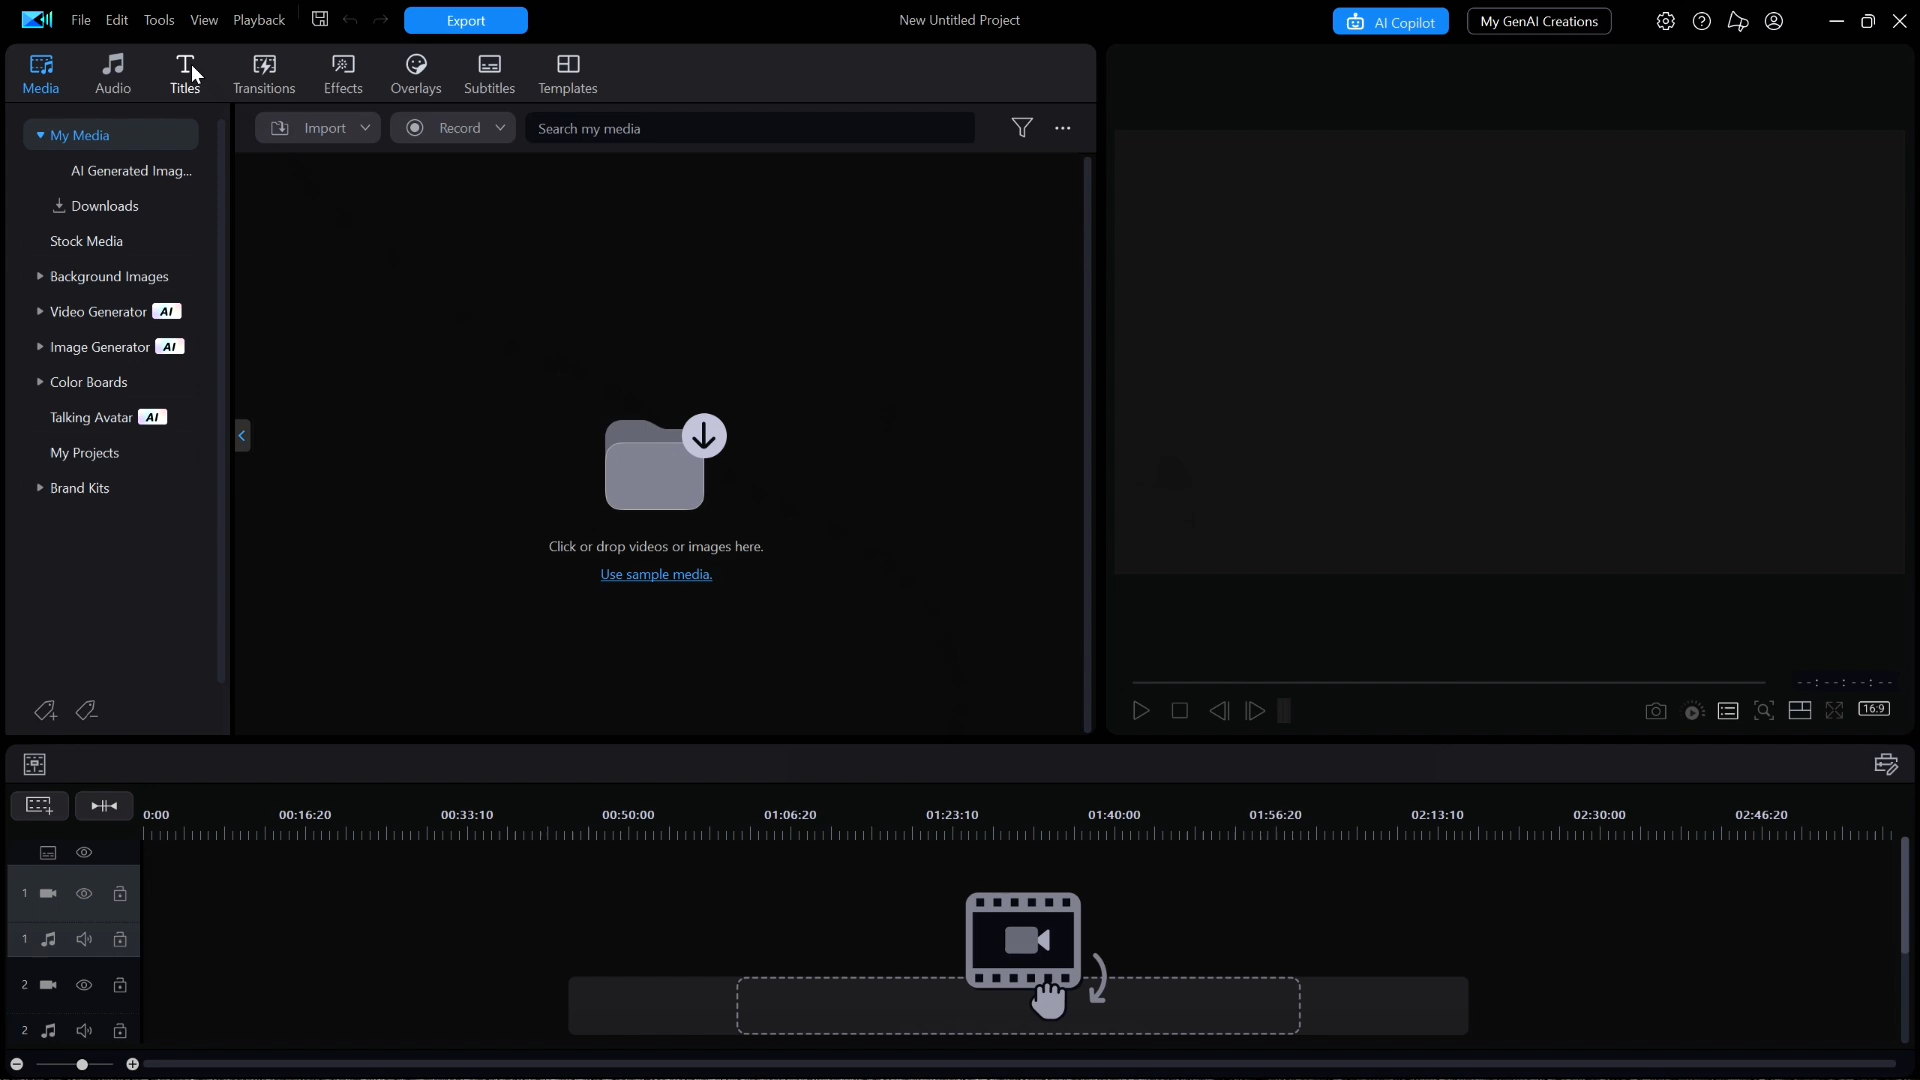 File Edit Tools View Playback Export New Untitled Project AI Copilot My GenAI Creations
Media Audio Titles Transitions Effects Overlays Subtitles Templates
Import Record Search my media
My Media
AI Generated Imag...
Downloads
Stock Media
Background Images
Video Generator AI
Image Generator AI
Color Boards
Talking Avatar AI
My Projects
Brand Kits
Click or drop videos or images here.
Use sample media.
--:--:--:--
16:9
0:00 00:16:20 00:33:10 00:50:00 01:06:20 01:23:10 01:40:00 01:56:20 02:13:10 02:30:00 02:46:20
1
1
2
2